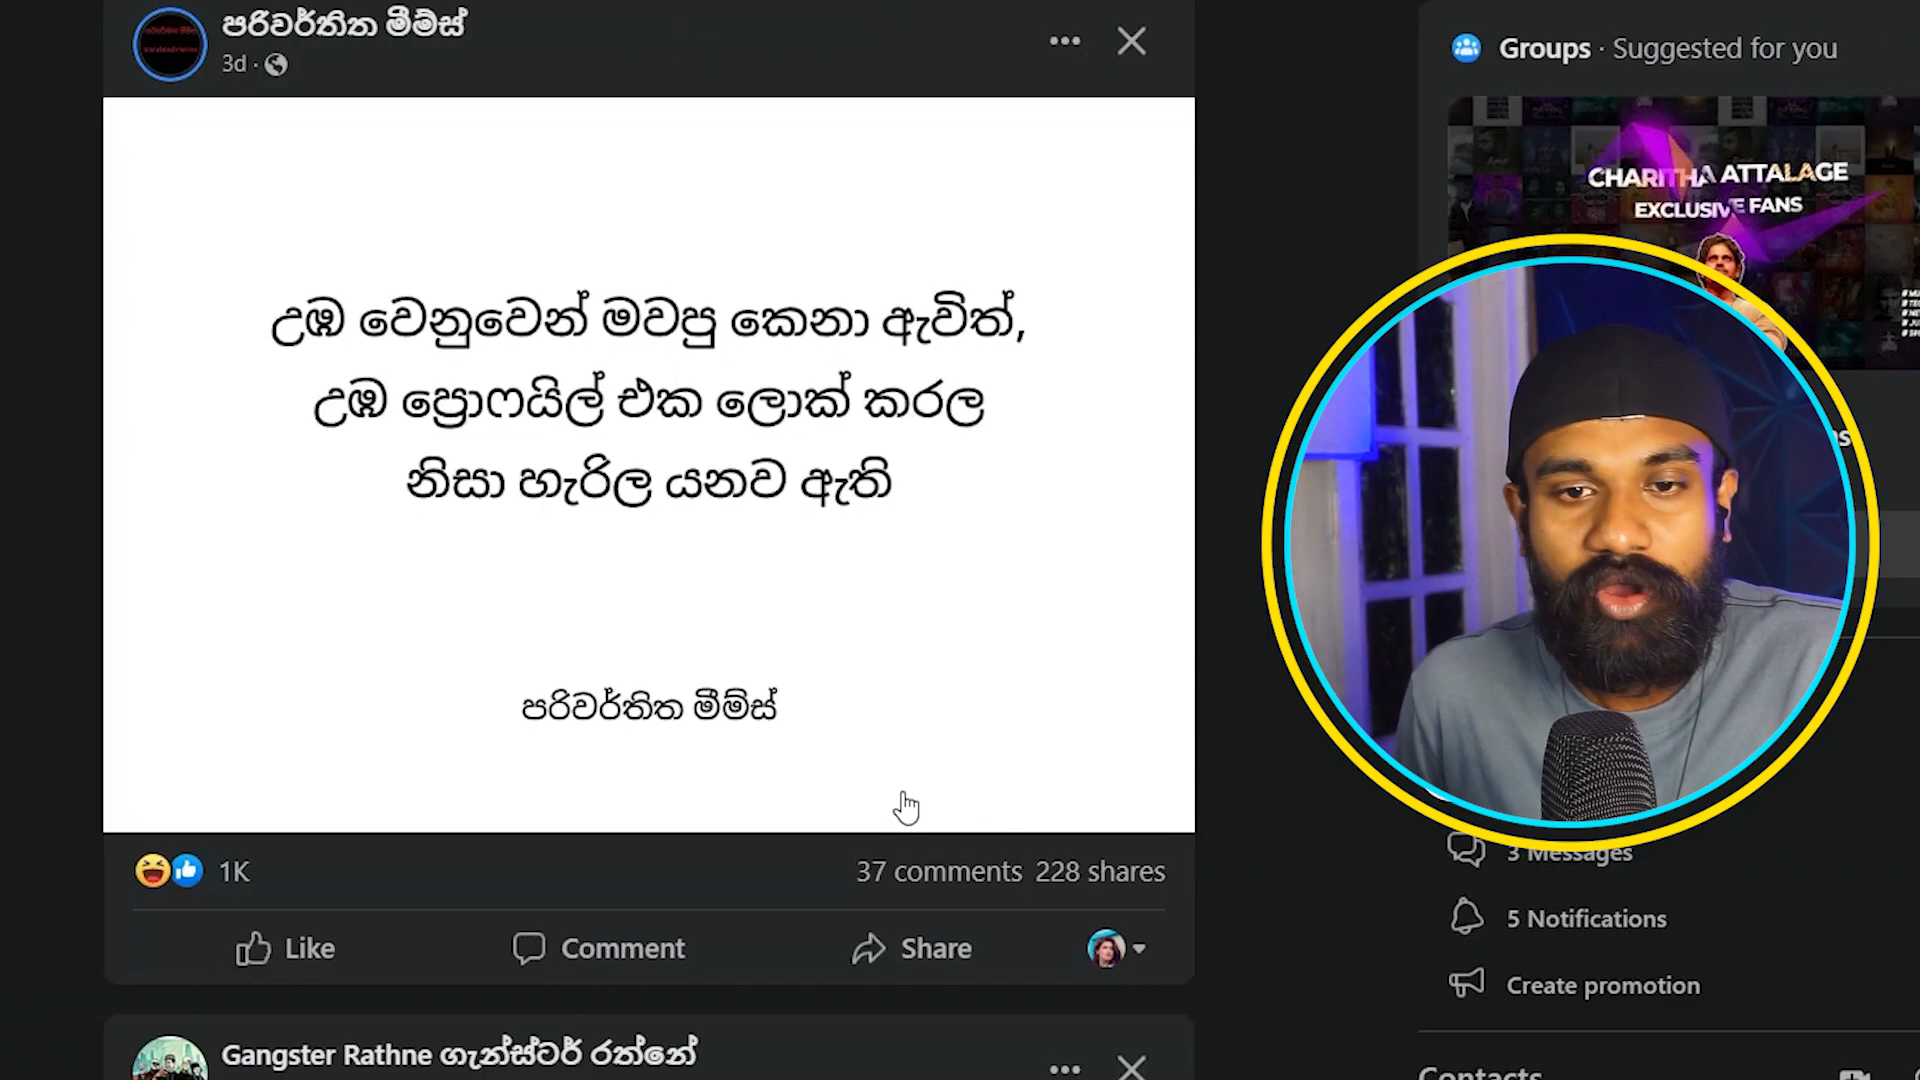 පරිවර්තිත මීම්ස්
3d ·
උඹ වෙනුවෙන් මවපු කෙනා ඇවිත්,
උඹ ප්‍රොෆයිල් එක ලොක් කරල
නිසා හැරිල යනව ඇති
පරිවර්තිත මීම්ස්
1K
37 comments 228 shares
Like
Comment
Share
Gangster Rathne ගැන්ස්ටර් රත්නේ
Groups · Suggested for you
CHARITHA ATTALAGE
EXCLUSIVE FANS
3 Messages
5 Notifications
Create promotion
Contacts